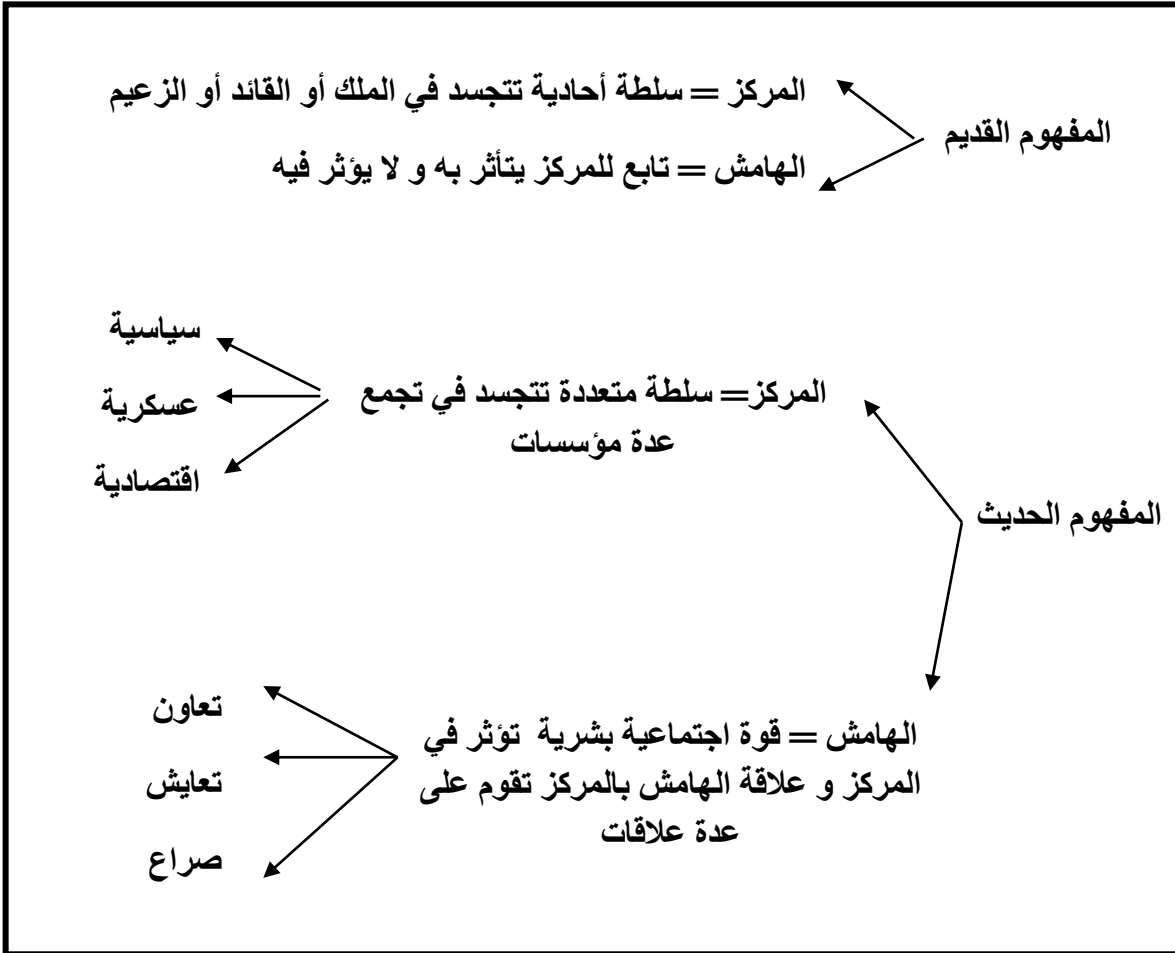 المركز = سلطة أحادية تتجسد في الملك أو القائد أو الزعيم
المفهوم القديم
الهامش = تابع للمركز يتأثر به و لا يؤثر فيه
سياسية
المركز= سلطة متعددة تتجسد في تجمع
عسكرية
عدة مؤسسات
اقتصادية
المفهوم الحديث
تعاون
الهامش = قوة اجتماعية بشرية تؤثر في
المركز و علاقة الهامش بالمركز تقوم على
تعايش
عدة علاقات
صراع